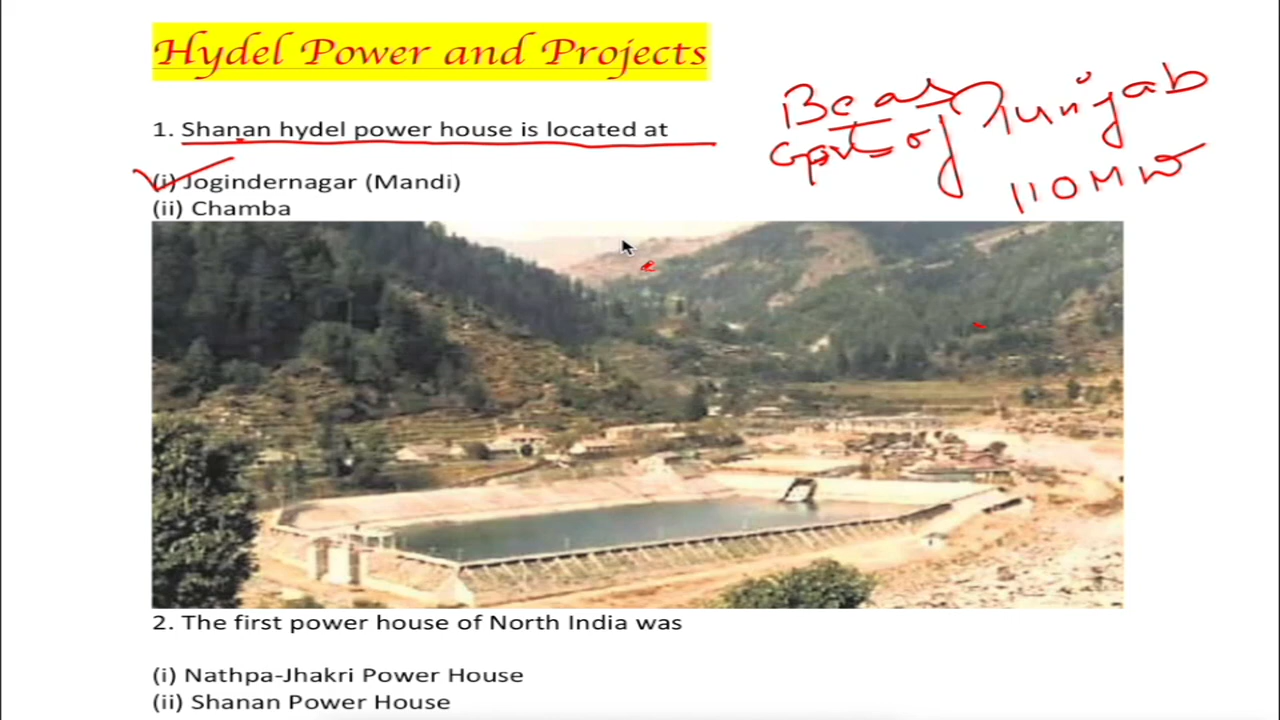 Hydel Power and Projects
Beas
Govt. of Punjab
110MW
1. Shanan hydel power house is located at
(i) Jogindernagar (Mandi)
(ii) Chamba
2. The first power house of North India was
(i) Nathpa-Jhakri Power House
(ii) Shanan Power House